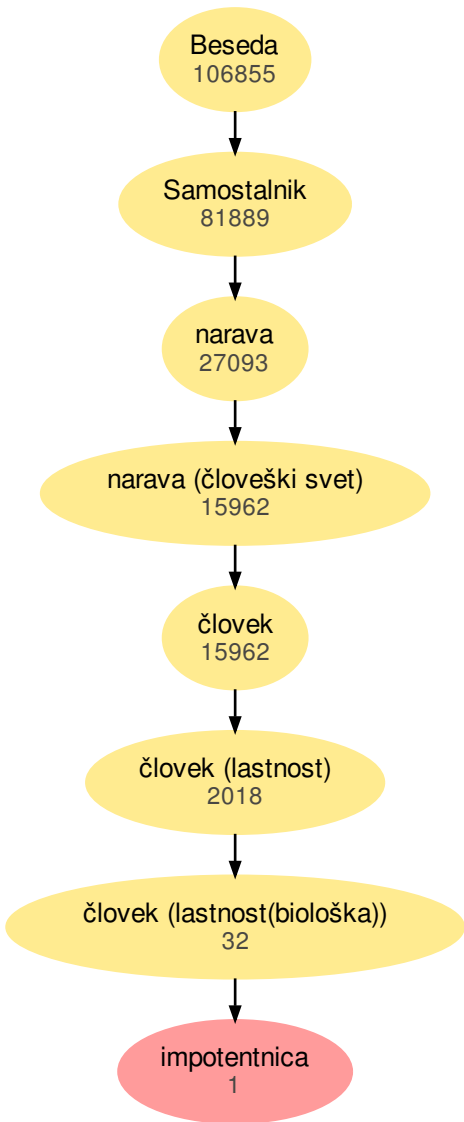 Beseda
106855
Samostalnik
81889
narava
27093
narava (človeški svet)
15962
človek
15962
človek (lastnost)
2018
človek (lastnost(biološka))
32
impotentnica
1